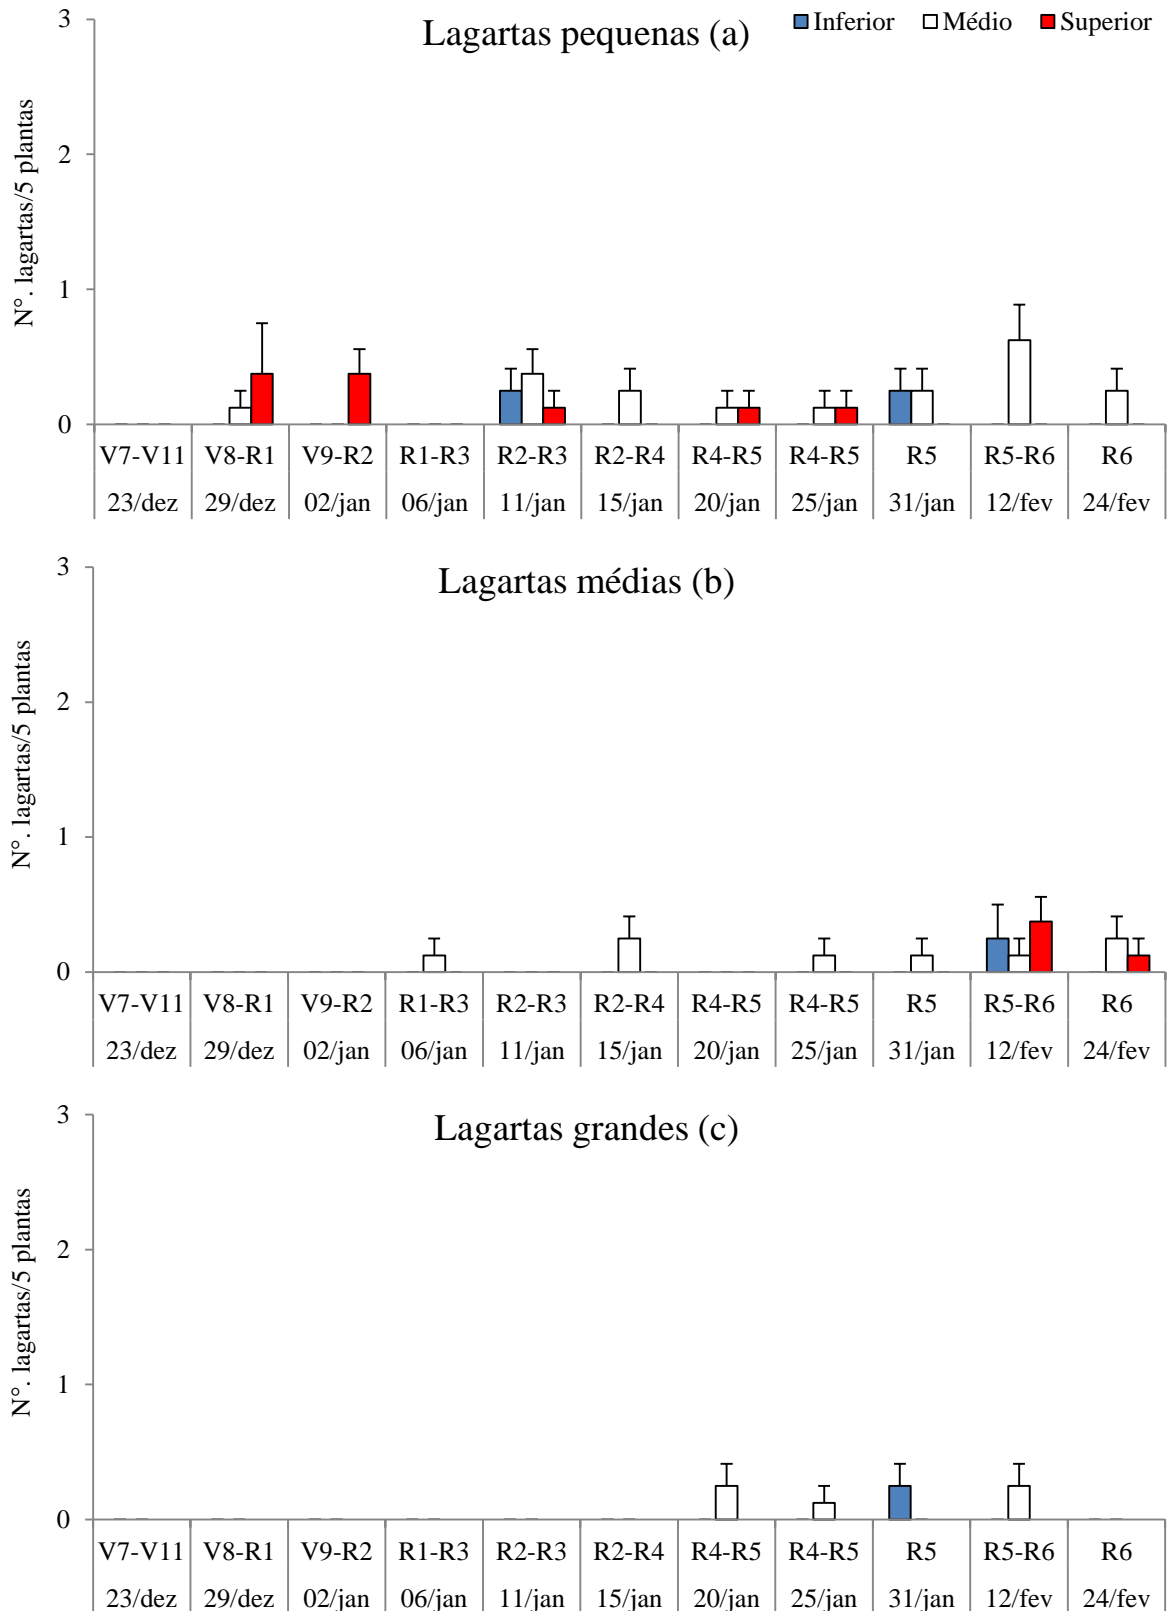 Lagartas pequenas (a)
Inferior Médio Superior
N°. lagartas/5 plantas
3
2
1
0
V7-V11 V8-R1 V9-R2 R1-R3 R2-R3 R2-R4 R4-R5 R4-R5 R5 R5-R6 R6
23/dez 29/dez 02/jan 06/jan 11/jan 15/jan 20/jan 25/jan 31/jan 12/fev 24/fev
Lagartas médias (b)
N°. lagartas/5 plantas
3
2
1
0
V7-V11 V8-R1 V9-R2 R1-R3 R2-R3 R2-R4 R4-R5 R4-R5 R5 R5-R6 R6
23/dez 29/dez 02/jan 06/jan 11/jan 15/jan 20/jan 25/jan 31/jan 12/fev 24/fev
Lagartas grandes (c)
N°. lagartas/5 plantas
3
2
1
0
V7-V11 V8-R1 V9-R2 R1-R3 R2-R3 R2-R4 R4-R5 R4-R5 R5 R5-R6 R6
23/dez 29/dez 02/jan 06/jan 11/jan 15/jan 20/jan 25/jan 31/jan 12/fev 24/fev